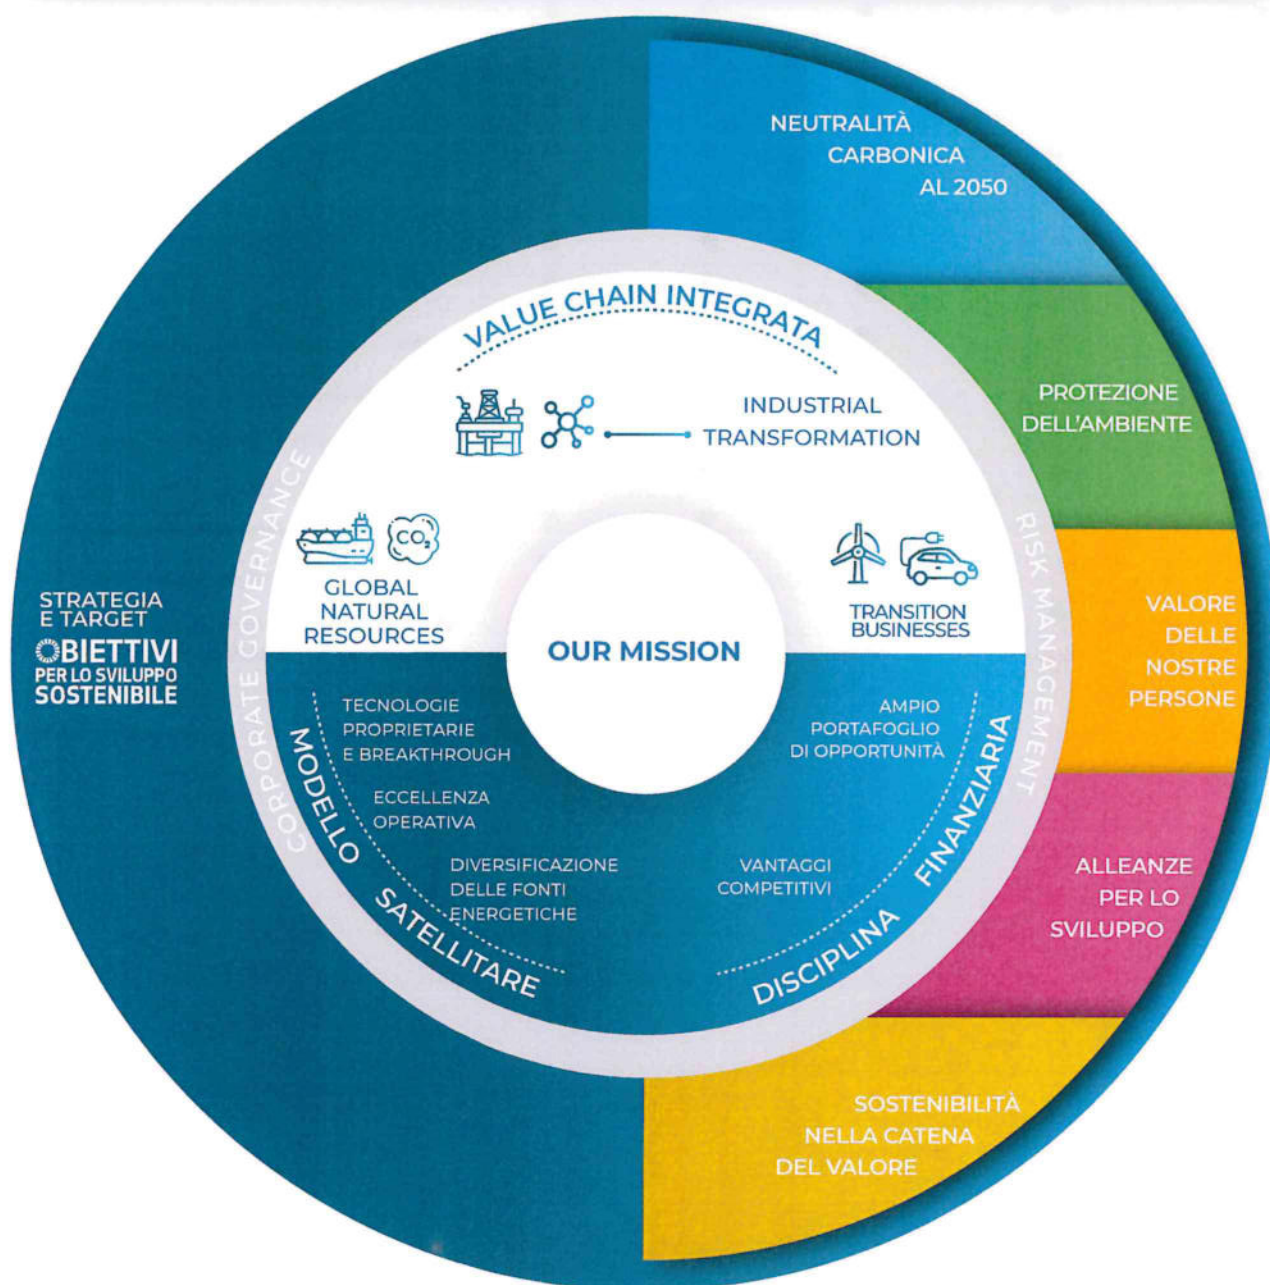 NEUTRALITÀ
CARBONICA
AL 2050
PROTEZIONE
DELL'AMBIENTE
VALORE
DELLE
NOSTRE
PERSONE
ALLEANZE
PER LO
SVILUPPO
SOSTENIBILITÀ
NELLA CATENA
DEL VALORE
STRATEGIA
E TARGET
OBIETTIVI
PER LO SVILUPPO
SOSTENIBILE
CORPORATE GOVERNANCE
RISK MANAGEMENT
VALUE CHAIN INTEGRATA
INDUSTRIAL
TRANSFORMATION
CO₂
GLOBAL
NATURAL
RESOURCES
TRANSITION
BUSINESSES
OUR MISSION
TECNOLOGIE
PROPRIETARIE
E BREAKTHROUGH
ECCELLENZA
OPERATIVA
DIVERSIFICAZIONE
DELLE FONTI
ENERGETICHE
MODELLO SATELLITARE
AMPIO
PORTAFOGLIO
DI OPPORTUNITÀ
VANTAGGI
COMPETITIVI
DISCIPLINA FINANZIARIA